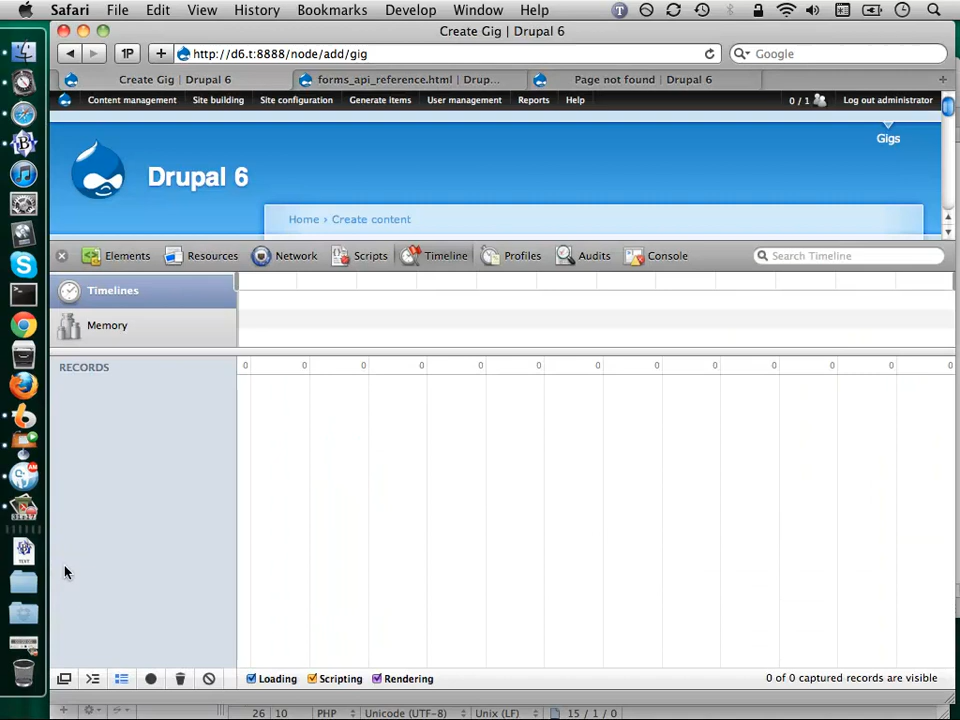 Safari File Edit View History Bookmarks Develop Window Help
Create Gig | Drupal 6
1P + http://d6.t:8888/node/add/gig Google
Create Gig | Drupal 6 forms_api_reference.html | Drup... Page not found | Drupal 6 +
Content management Site building Site configuration Generate items User management Reports Help 0 / 1 Log out administrator
Gigs
Drupal 6
Home › Create content
Elements Resources Network Scripts Timeline Profiles Audits Console Search Timeline
Timelines
Memory
RECORDS 0 0 0 0 0 0 0 0 0 0 0 0 0
TEXT
Loading Scripting Rendering 0 of 0 captured records are visible
26 10 PHP Unicode (UTF-8) Unix (LF) 15 / 1 / 0